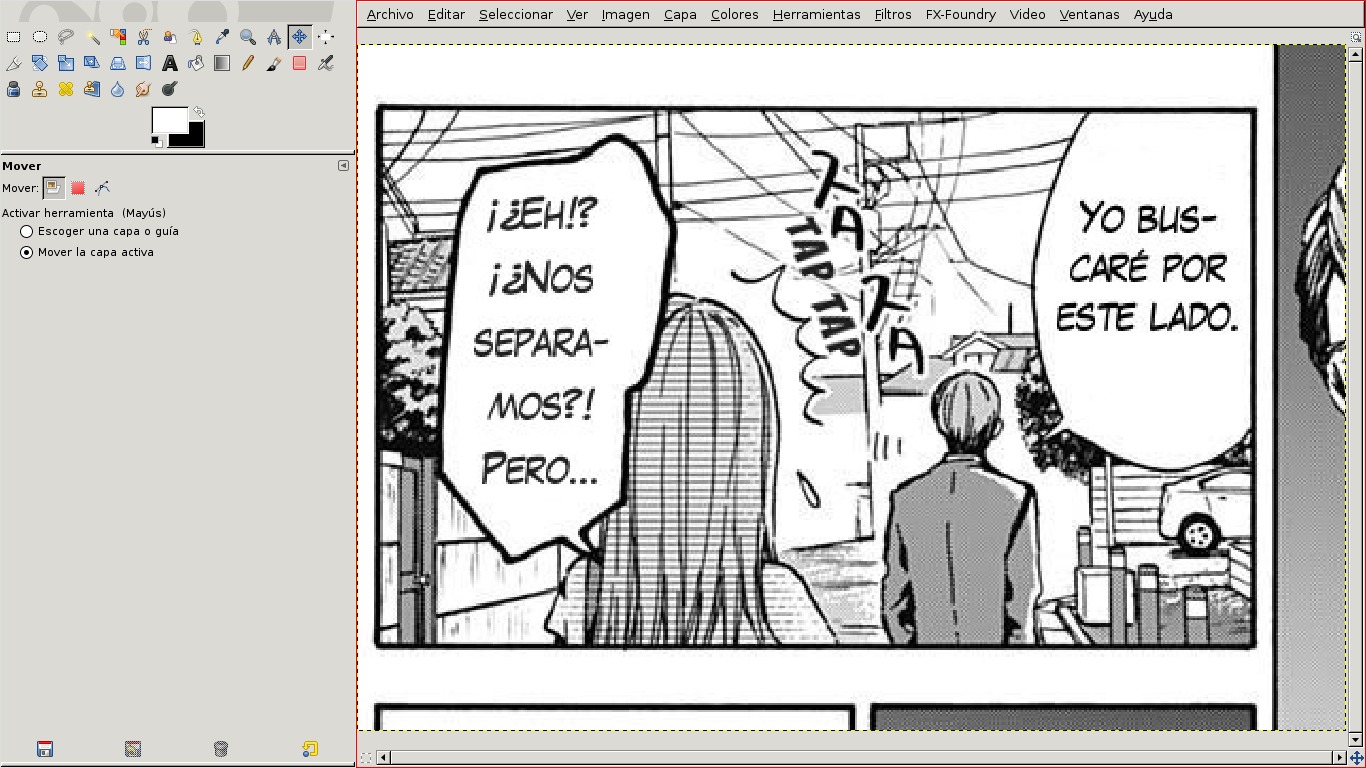 Archivo Editar Seleccionar Ver Imagen Capa Colores Herramientas Filtros FX-Foundry Video Ventanas Ayuda
Mover
Mover:
Activar herramienta (Mayús)
Escoger una capa o guía
Mover la capa activa
YO BUS-
CARÉ POR
ESTE LADO.
スタ
TAP TAP
スタ
¡¿EH!?
¡¿NOS
SEPARA-
MOS?!
PERO...